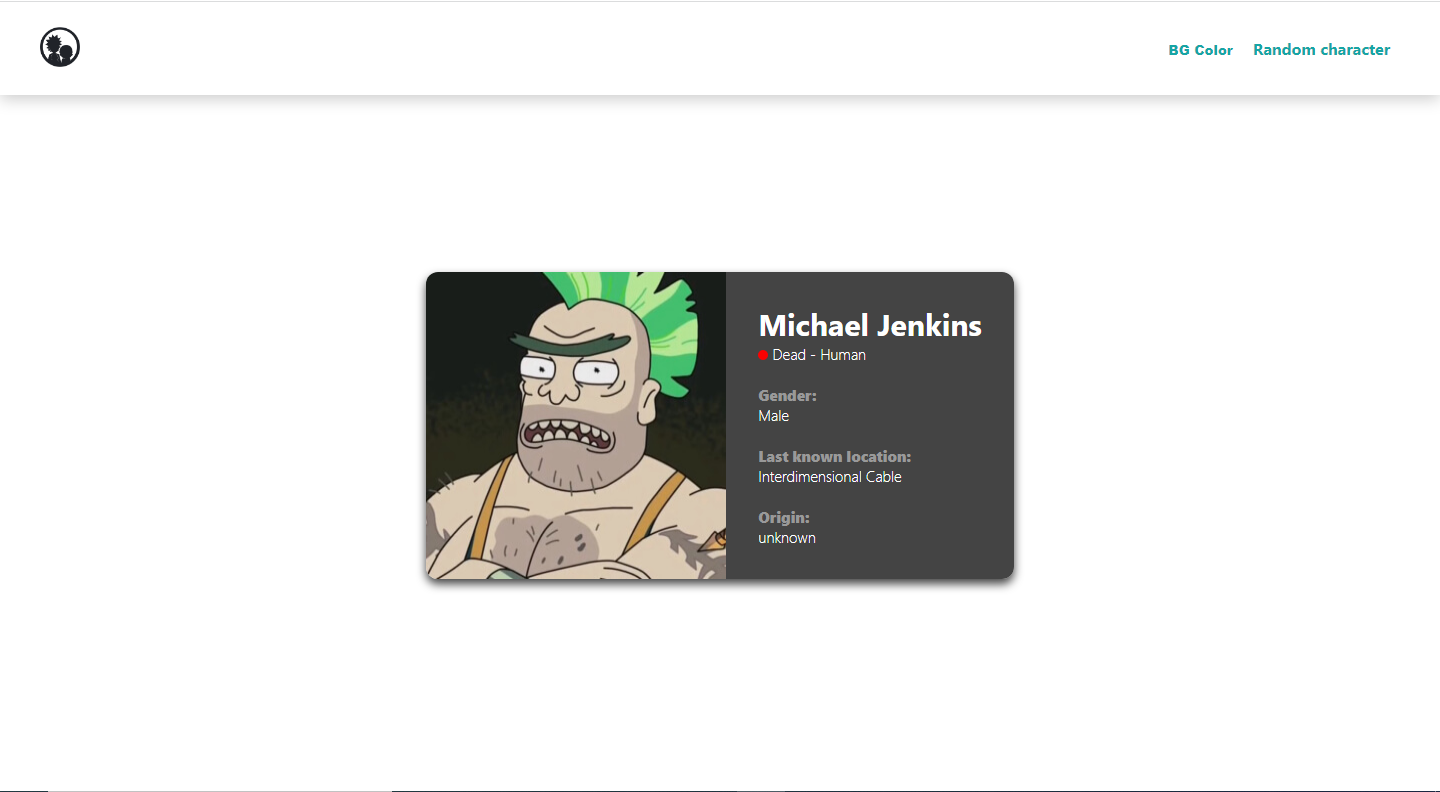 BG Color Random character
Michael Jenkins
Dead - Human
Gender:
Male
Last known location:
Interdimensional Cable
Origin:
unknown